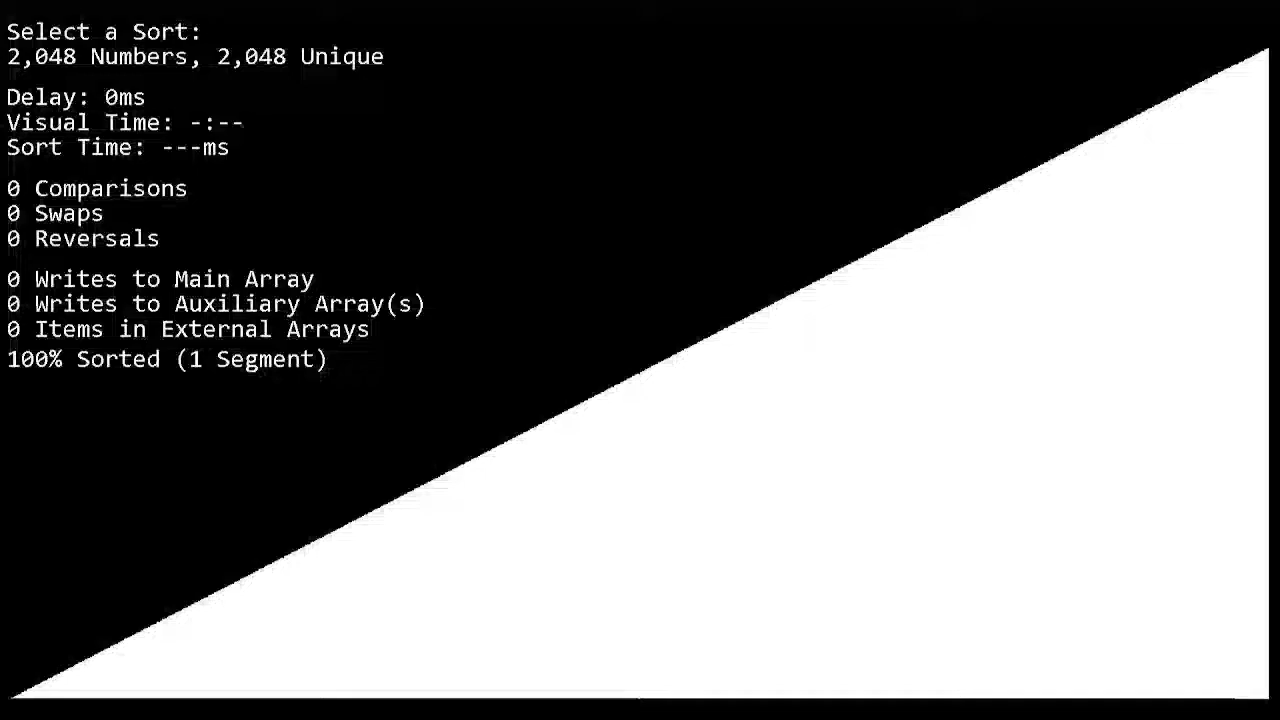 Select a Sort:
2,048 Numbers, 2,048 Unique
Delay: 0ms
Visual Time: -:--
Sort Time: ---ms
0 Comparisons
0 Swaps
0 Reversals
0 Writes to Main Array
0 Writes to Auxiliary Array(s)
0 Items in External Arrays
100% Sorted (1 Segment)